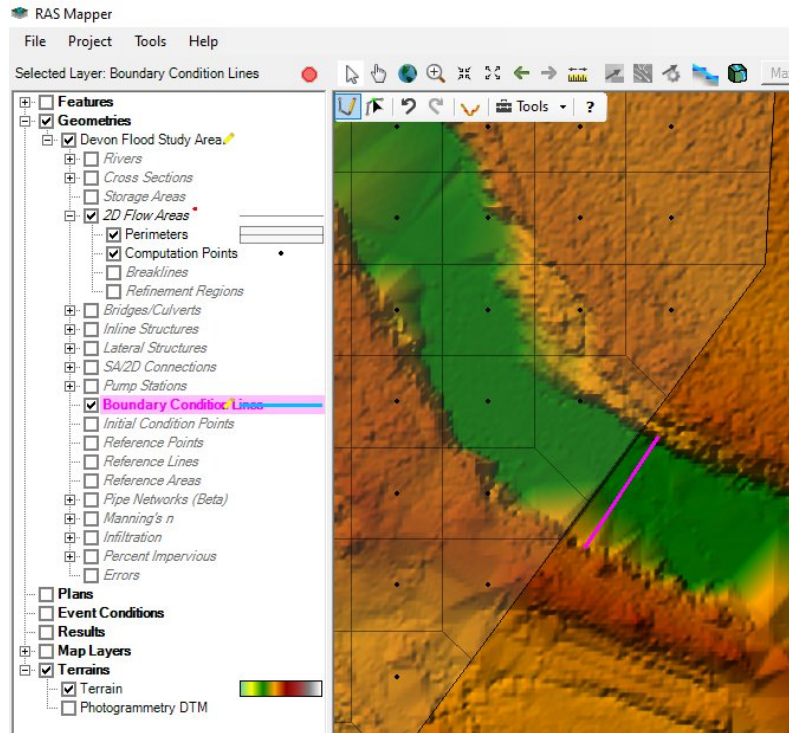 RAS Mapper
File Project Tools Help
Selected Layer: Boundary Condition Lines
Ma
Tools ?
Features
Geometries
Devon Flood Study Area
Rivers
Cross Sections
Storage Areas
2D Flow Areas
Perimeters
Computation Points
Breaklines
Refinement Regions
Bridges/Culverts
Inline Structures
Lateral Structures
SA/2D Connections
Pump Stations
Boundary Condition Lines
Initial Condition Points
Reference Points
Reference Lines
Reference Areas
Pipe Networks (Beta)
Manning's n
Infiltration
Percent Impervious
Errors
Plans
Event Conditions
Results
Map Layers
Terrains
Terrain
Photogrammetry DTM